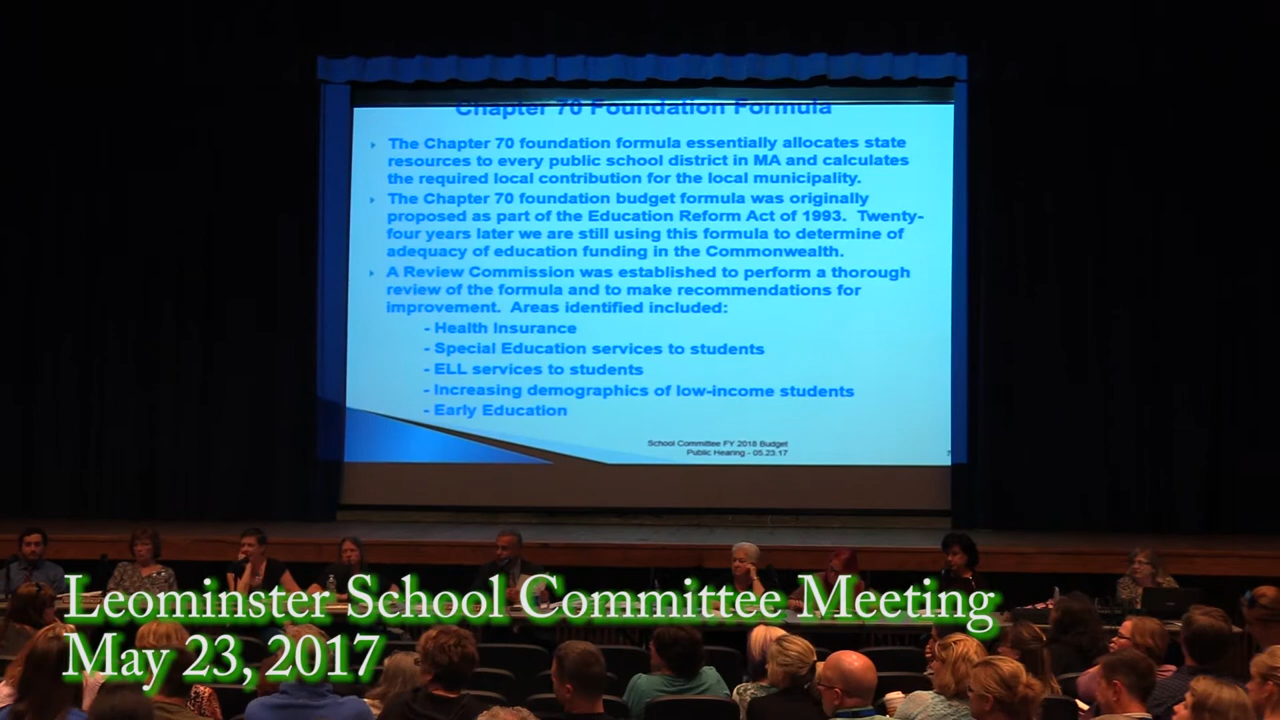 Chapter 70 Foundation Formula
The Chapter 70 foundation formula essentially allocates state
resources to every public school district in MA and calculates
the required local contribution for the local municipality.
The Chapter 70 foundation budget formula was originally
proposed as part of the Education Reform Act of 1993. Twenty-
four years later we are still using this formula to determine of
adequacy of education funding in the Commonwealth.
A Review Commission was established to perform a thorough
review of the formula and to make recommendations for
improvement. Areas identified included:
- Health Insurance
- Special Education services to students
- ELL services to students
- Increasing demographics of low-income students
- Early Education
School Committee FY 2018 Budget
Public Hearing - 05.23.17
7
Leominster School Committee Meeting
May 23, 2017